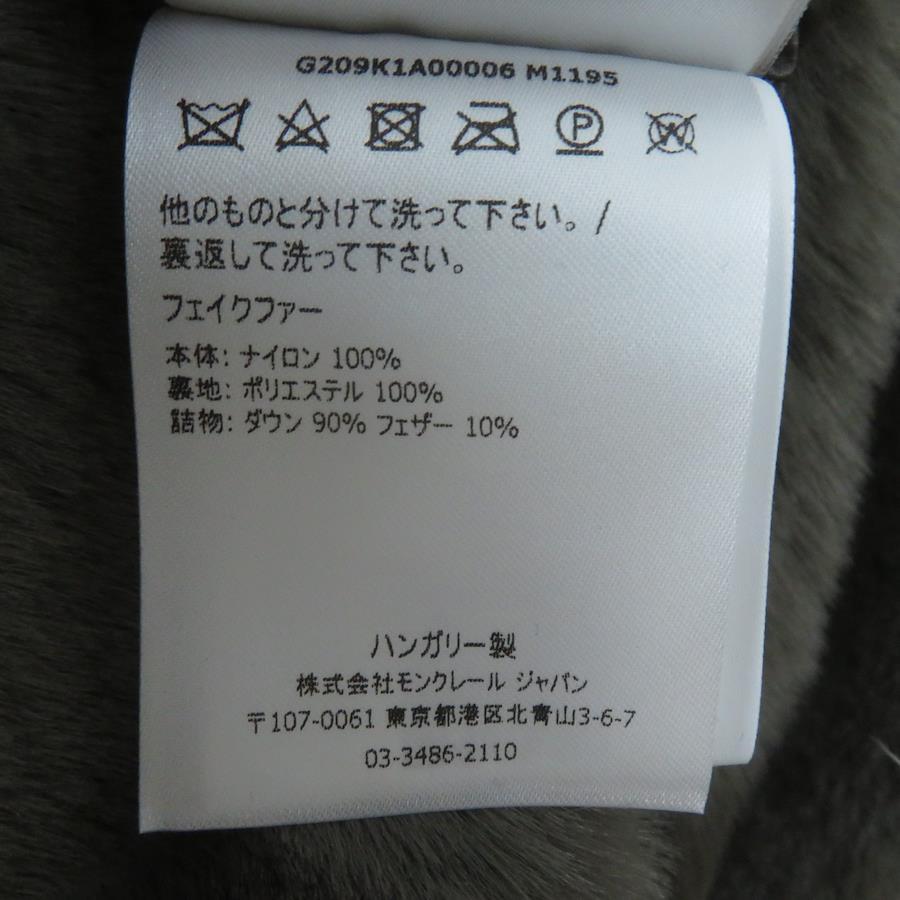 G209K1A00006 M1195
P
W
他のものと分けて洗って下さい。/
裏返して洗って下さい。
フェイクファー
本体: ナイロン 100%
裏地: ポリエステル 100%
詰物: ダウン 90% フェザー 10%
ハンガリー製
株式会社モンクレール ジャパン
〒107-0061 東京都港区北青山3-6-7
03-3486-2110